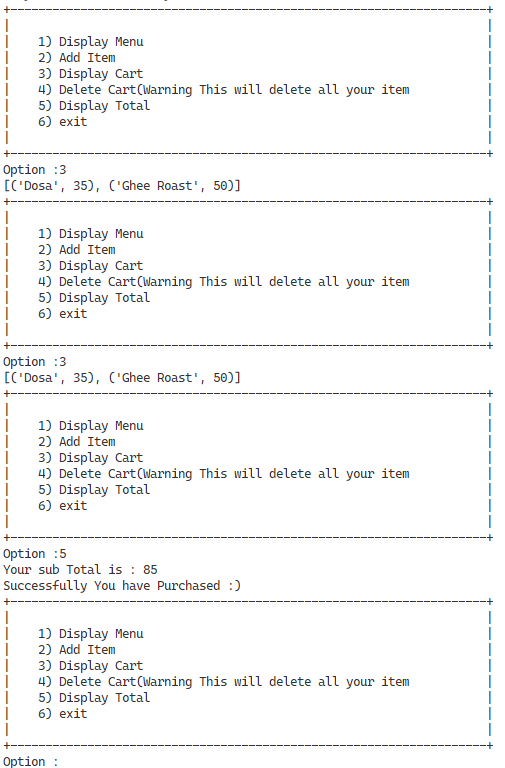 1) Display Menu
2) Add Item
3) Display Cart
4) Delete Cart(Warning This will delete all your item
5) Display Total
6) exit
Option :3
[('Dosa', 35), ('Ghee Roast', 50)]
1) Display Menu
2) Add Item
3) Display Cart
4) Delete Cart(Warning This will delete all your item
5) Display Total
6) exit
Option :3
[('Dosa', 35), ('Ghee Roast', 50)]
1) Display Menu
2) Add Item
3) Display Cart
4) Delete Cart(Warning This will delete all your item
5) Display Total
6) exit
Option :5
Your sub Total is : 85
Successfully You have Purchased :)
1) Display Menu
2) Add Item
3) Display Cart
4) Delete Cart(Warning This will delete all your item
5) Display Total
6) exit
Option :